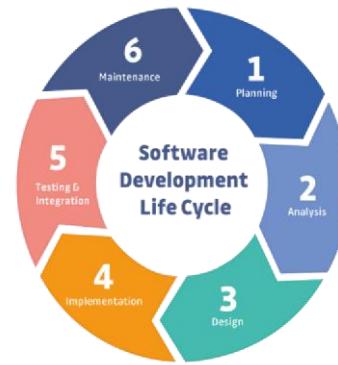 Software
Development
Life Cycle
1
Planning
2
Analysis
3
Design
4
Implementation
5
Testing &
Integration
6
Maintenance